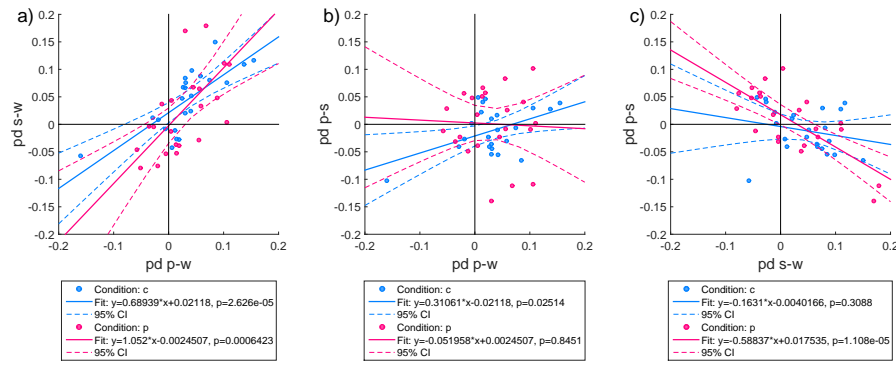 a)
0.2
0.15
0.1
0.05
0
-0.05
-0.1
-0.15
-0.2
pd s-w
-0.2
-0.1
0
0.1
0.2
pd p-w
Condition: c
Fit: y=0.68939*x+0.02118, p=2.626e-05
95% CI
Condition: p
Fit: y=1.052*x-0.0024507, p=0.0006423
95% CI
b)
0.2
0.15
0.1
0.05
0
-0.05
-0.1
-0.15
-0.2
pd p-s
-0.2
-0.1
0
0.1
0.2
pd p-w
Condition: c
Fit: y=0.31061*x-0.02118, p=0.02514
95% CI
Condition: p
Fit: y=-0.051958*x+0.0024507, p=0.8451
95% CI
c)
0.2
0.15
0.1
0.05
0
-0.05
-0.1
-0.15
-0.2
pd p-s
-0.2
-0.1
0
0.1
0.2
pd s-w
Condition: c
Fit: y=-0.1631*x-0.0040166, p=0.3088
95% CI
Condition: p
Fit: y=-0.58837*x+0.017535, p=1.108e-05
95% CI